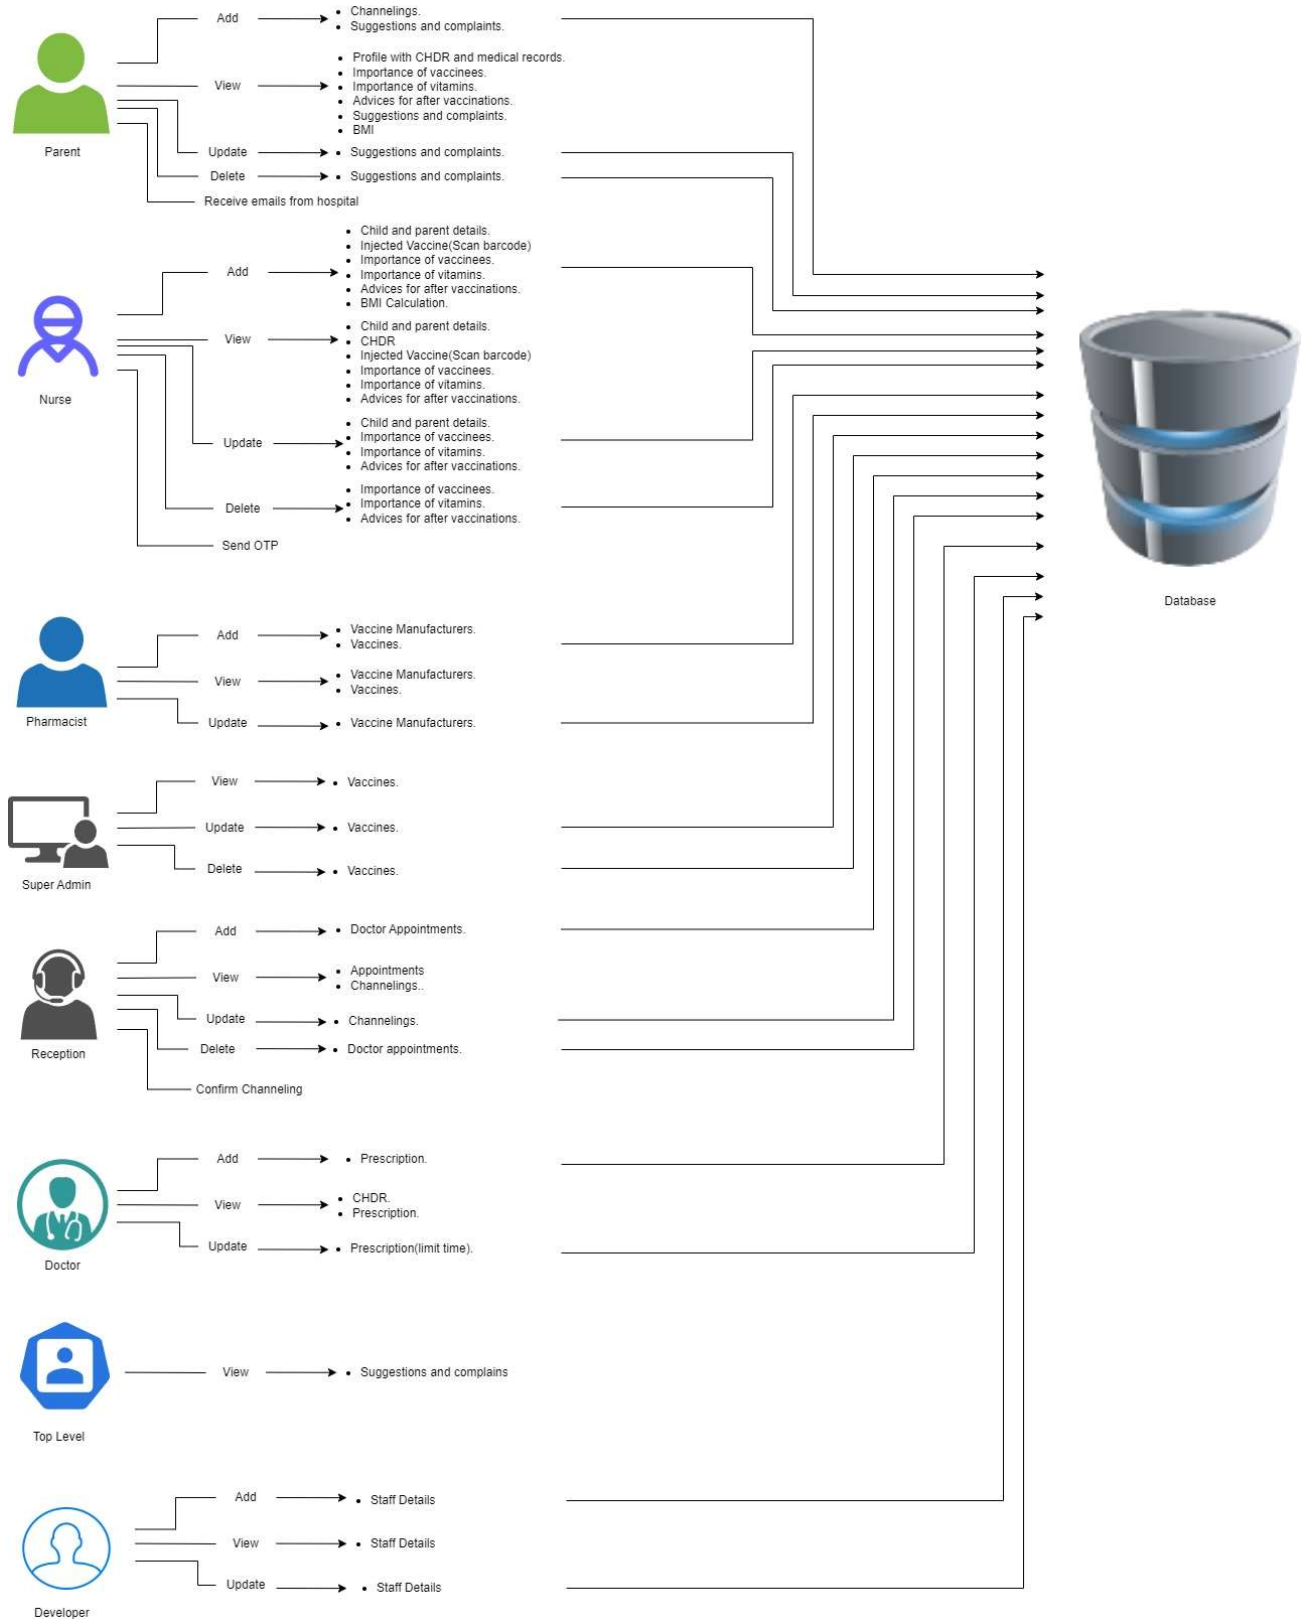 Add
Channelings.
Suggestions and complaints.
View
Profile with CHDR and medical records.
Importance of vaccinees.
Importance of vitamins.
Advices for after vaccinations.
Suggestions and complaints.
BMI
Parent
Update
Suggestions and complaints.
Delete
Suggestions and complaints.
Receive emails from hospital
Add
Child and parent details.
Injected Vaccine(Scan barcode)
Importance of vaccinees.
Importance of vitamins.
Advices for after vaccinations.
BMI Calculation.
View
Child and parent details.
CHDR
Injected Vaccine(Scan barcode)
Importance of vaccinees.
Importance of vitamins.
Advices for after vaccinations.
Nurse
Update
Child and parent details.
Importance of vaccinees.
Importance of vitamins.
Advices for after vaccinations.
Delete
Importance of vaccinees.
Importance of vitamins.
Advices for after vaccinations.
Send OTP
Database
Add
Vaccine Manufacturers.
Vaccines.
View
Vaccine Manufacturers.
Vaccines.
Pharmacist
Update
Vaccine Manufacturers.
View
Vaccines.
Update
Vaccines.
Delete
Vaccines.
Super Admin
Add
Doctor Appointments.
View
Appointments
Channelings..
Update
Channelings.
Reception
Delete
Doctor appointments.
Confirm Channeling
Add
Prescription.
View
CHDR.
Prescription.
Update
Prescription(limit time).
Doctor
View
Suggestions and complains
Top Level
Add
Staff Details
View
Staff Details
Update
Staff Details
Developer